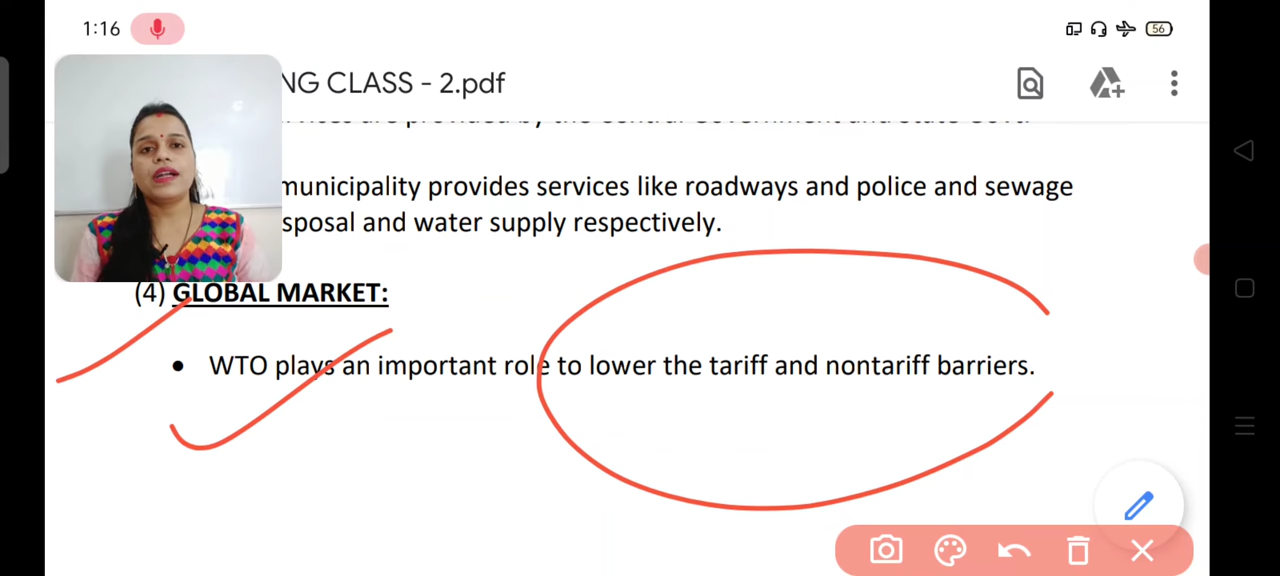 1:16
56
NG CLASS - 2.pdf
municipality provides services like roadways and police and sewage
sposal and water supply respectively.
(4) GLOBAL MARKET:
• WTO plays an important role to lower the tariff and nontariff barriers.